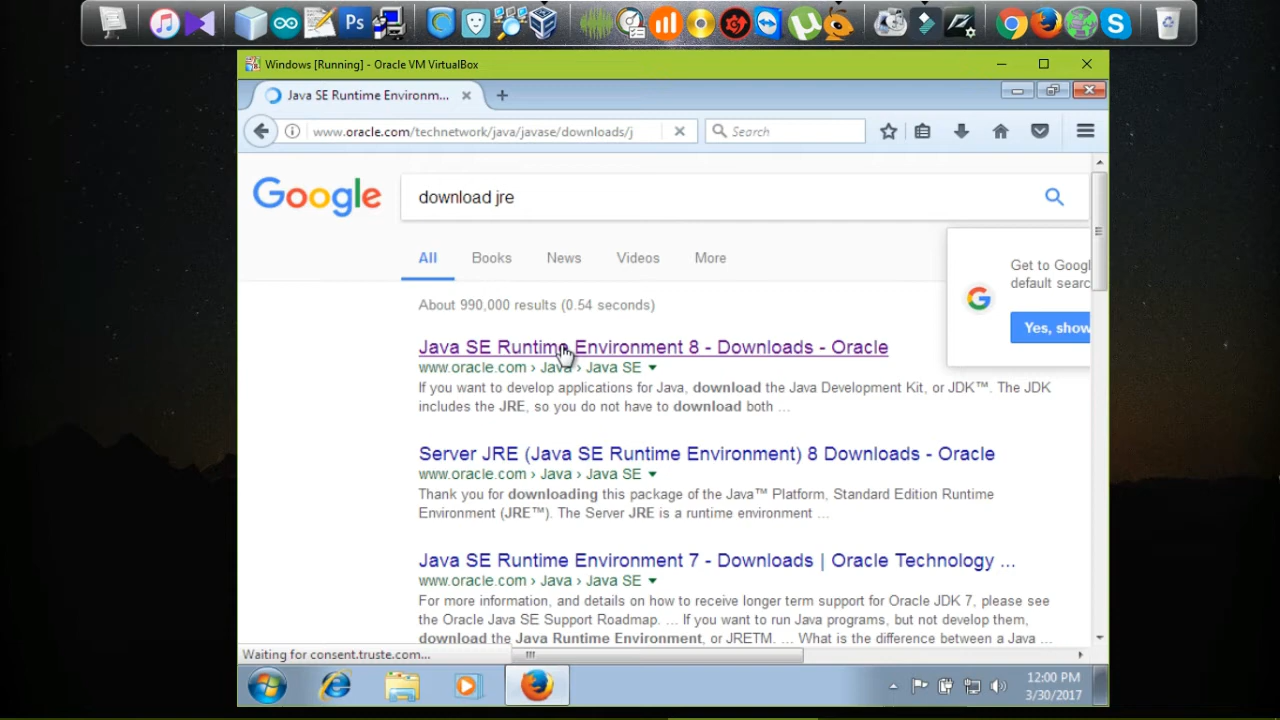 Ps
Windows [Running] - Oracle VM VirtualBox
Java SE Runtime Environm...
www.oracle.com/technetwork/java/javase/downloads/j
Search
Google
download jre
All Books News Videos More
Get to Googl
default searc
Yes, show
About 990,000 results (0.54 seconds)
Java SE Runtime Environment 8 - Downloads - Oracle
www.oracle.com › Java › Java SE
If you want to develop applications for Java, download the Java Development Kit, or JDK™. The JDK
includes the JRE, so you do not have to download both ...
Server JRE (Java SE Runtime Environment) 8 Downloads - Oracle
www.oracle.com › Java › Java SE
Thank you for downloading this package of the Java™ Platform, Standard Edition Runtime
Environment (JRE™). The Server JRE is a runtime environment ...
Java SE Runtime Environment 7 - Downloads | Oracle Technology ...
www.oracle.com › Java › Java SE
For more information, and details on how to receive longer term support for Oracle JDK 7, please see
the Oracle Java SE Support Roadmap. ... If you want to run Java programs, but not develop them,
download the Java Runtime Environment, or JRETM. ... What is the difference between a Java ...
Waiting for consent.truste.com...
12:00 PM
3/30/2017